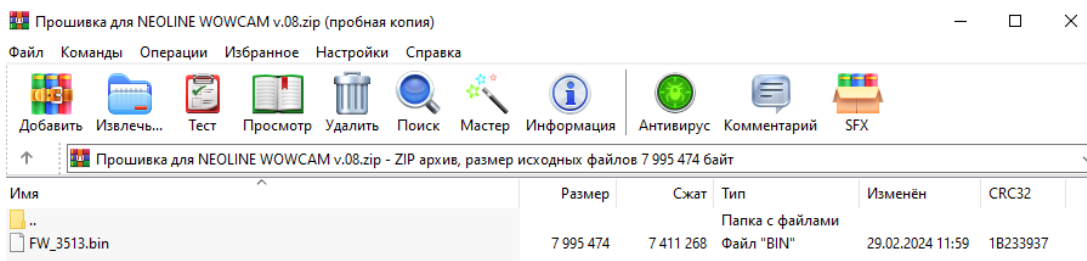 Прошивка для NEOLINE WOWCAM v.08.zip (пробная копия)
Файл Команды Операции Избранное Настройки Справка
Добавить Извлечь... Тест Просмотр Удалить Поиск Мастер Информация Антивирус Комментарий SFX
Прошивка для NEOLINE WOWCAM v.08.zip - ZIP архив, размер исходных файлов 7 995 474 байт
Имя Размер Сжат Тип Изменён CRC32
.. Папка с файлами
FW_3513.bin 7 995 474 7 411 268 Файл "BIN" 29.02.2024 11:59 1B233937